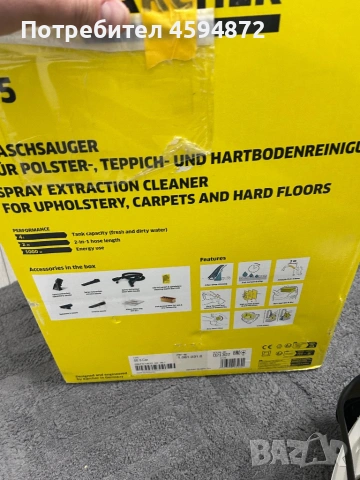 Потребител 4594872
5
ASCHSAUGER
ÜR POLSTER-, TEPPICH- UND HARTBODENREINIGU
SPRAY EXTRACTION CLEANER
FOR UPHOLSTERY, CARPETS AND HARD FLOORS
PERFORMANCE
Tank capacity (fresh and dirty water)
2-in-1 hose length
Energy use
Accessories in the box
Features
BAZAR